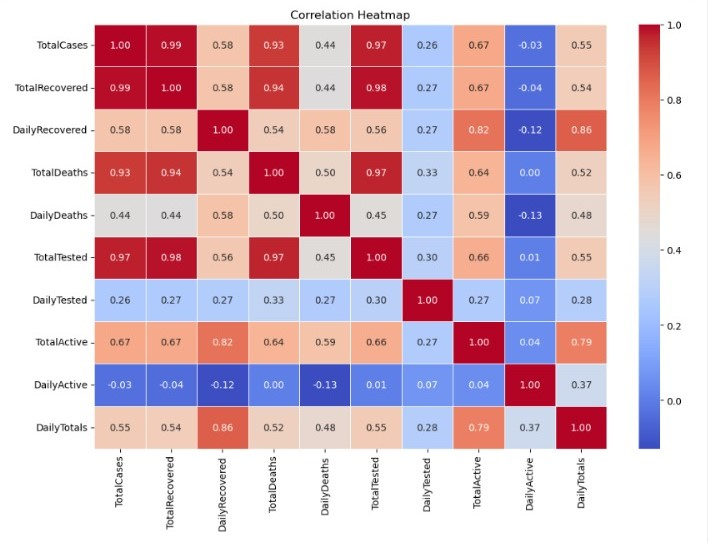 Correlation Heatmap
TotalCases 1.00 0.99 0.58 0.93 0.44 0.97 0.26 0.67 -0.03 0.55
TotalRecovered 0.99 1.00 0.58 0.94 0.44 0.98 0.27 0.67 -0.04 0.54
DailyRecovered 0.58 0.58 1.00 0.54 0.58 0.56 0.27 0.82 -0.12 0.86
TotalDeaths 0.93 0.94 0.54 1.00 0.50 0.97 0.33 0.64 0.00 0.52
DailyDeaths 0.44 0.44 0.58 0.50 1.00 0.45 0.27 0.59 -0.13 0.48
TotalTested 0.97 0.98 0.56 0.97 0.45 1.00 0.30 0.66 0.01 0.55
DailyTested 0.26 0.27 0.27 0.33 0.27 0.30 1.00 0.27 0.07 0.28
TotalActive 0.67 0.67 0.82 0.64 0.59 0.66 0.27 1.00 0.04 0.79
DailyActive -0.03 -0.04 -0.12 0.00 -0.13 0.01 0.07 0.04 1.00 0.37
DailyTotals 0.55 0.54 0.86 0.52 0.48 0.55 0.28 0.79 0.37 1.00
TotalCases
TotalRecovered
DailyRecovered
TotalDeaths
DailyDeaths
TotalTested
DailyTested
TotalActive
DailyActive
DailyTotals
1.0
0.8
0.6
0.4
0.2
0.0